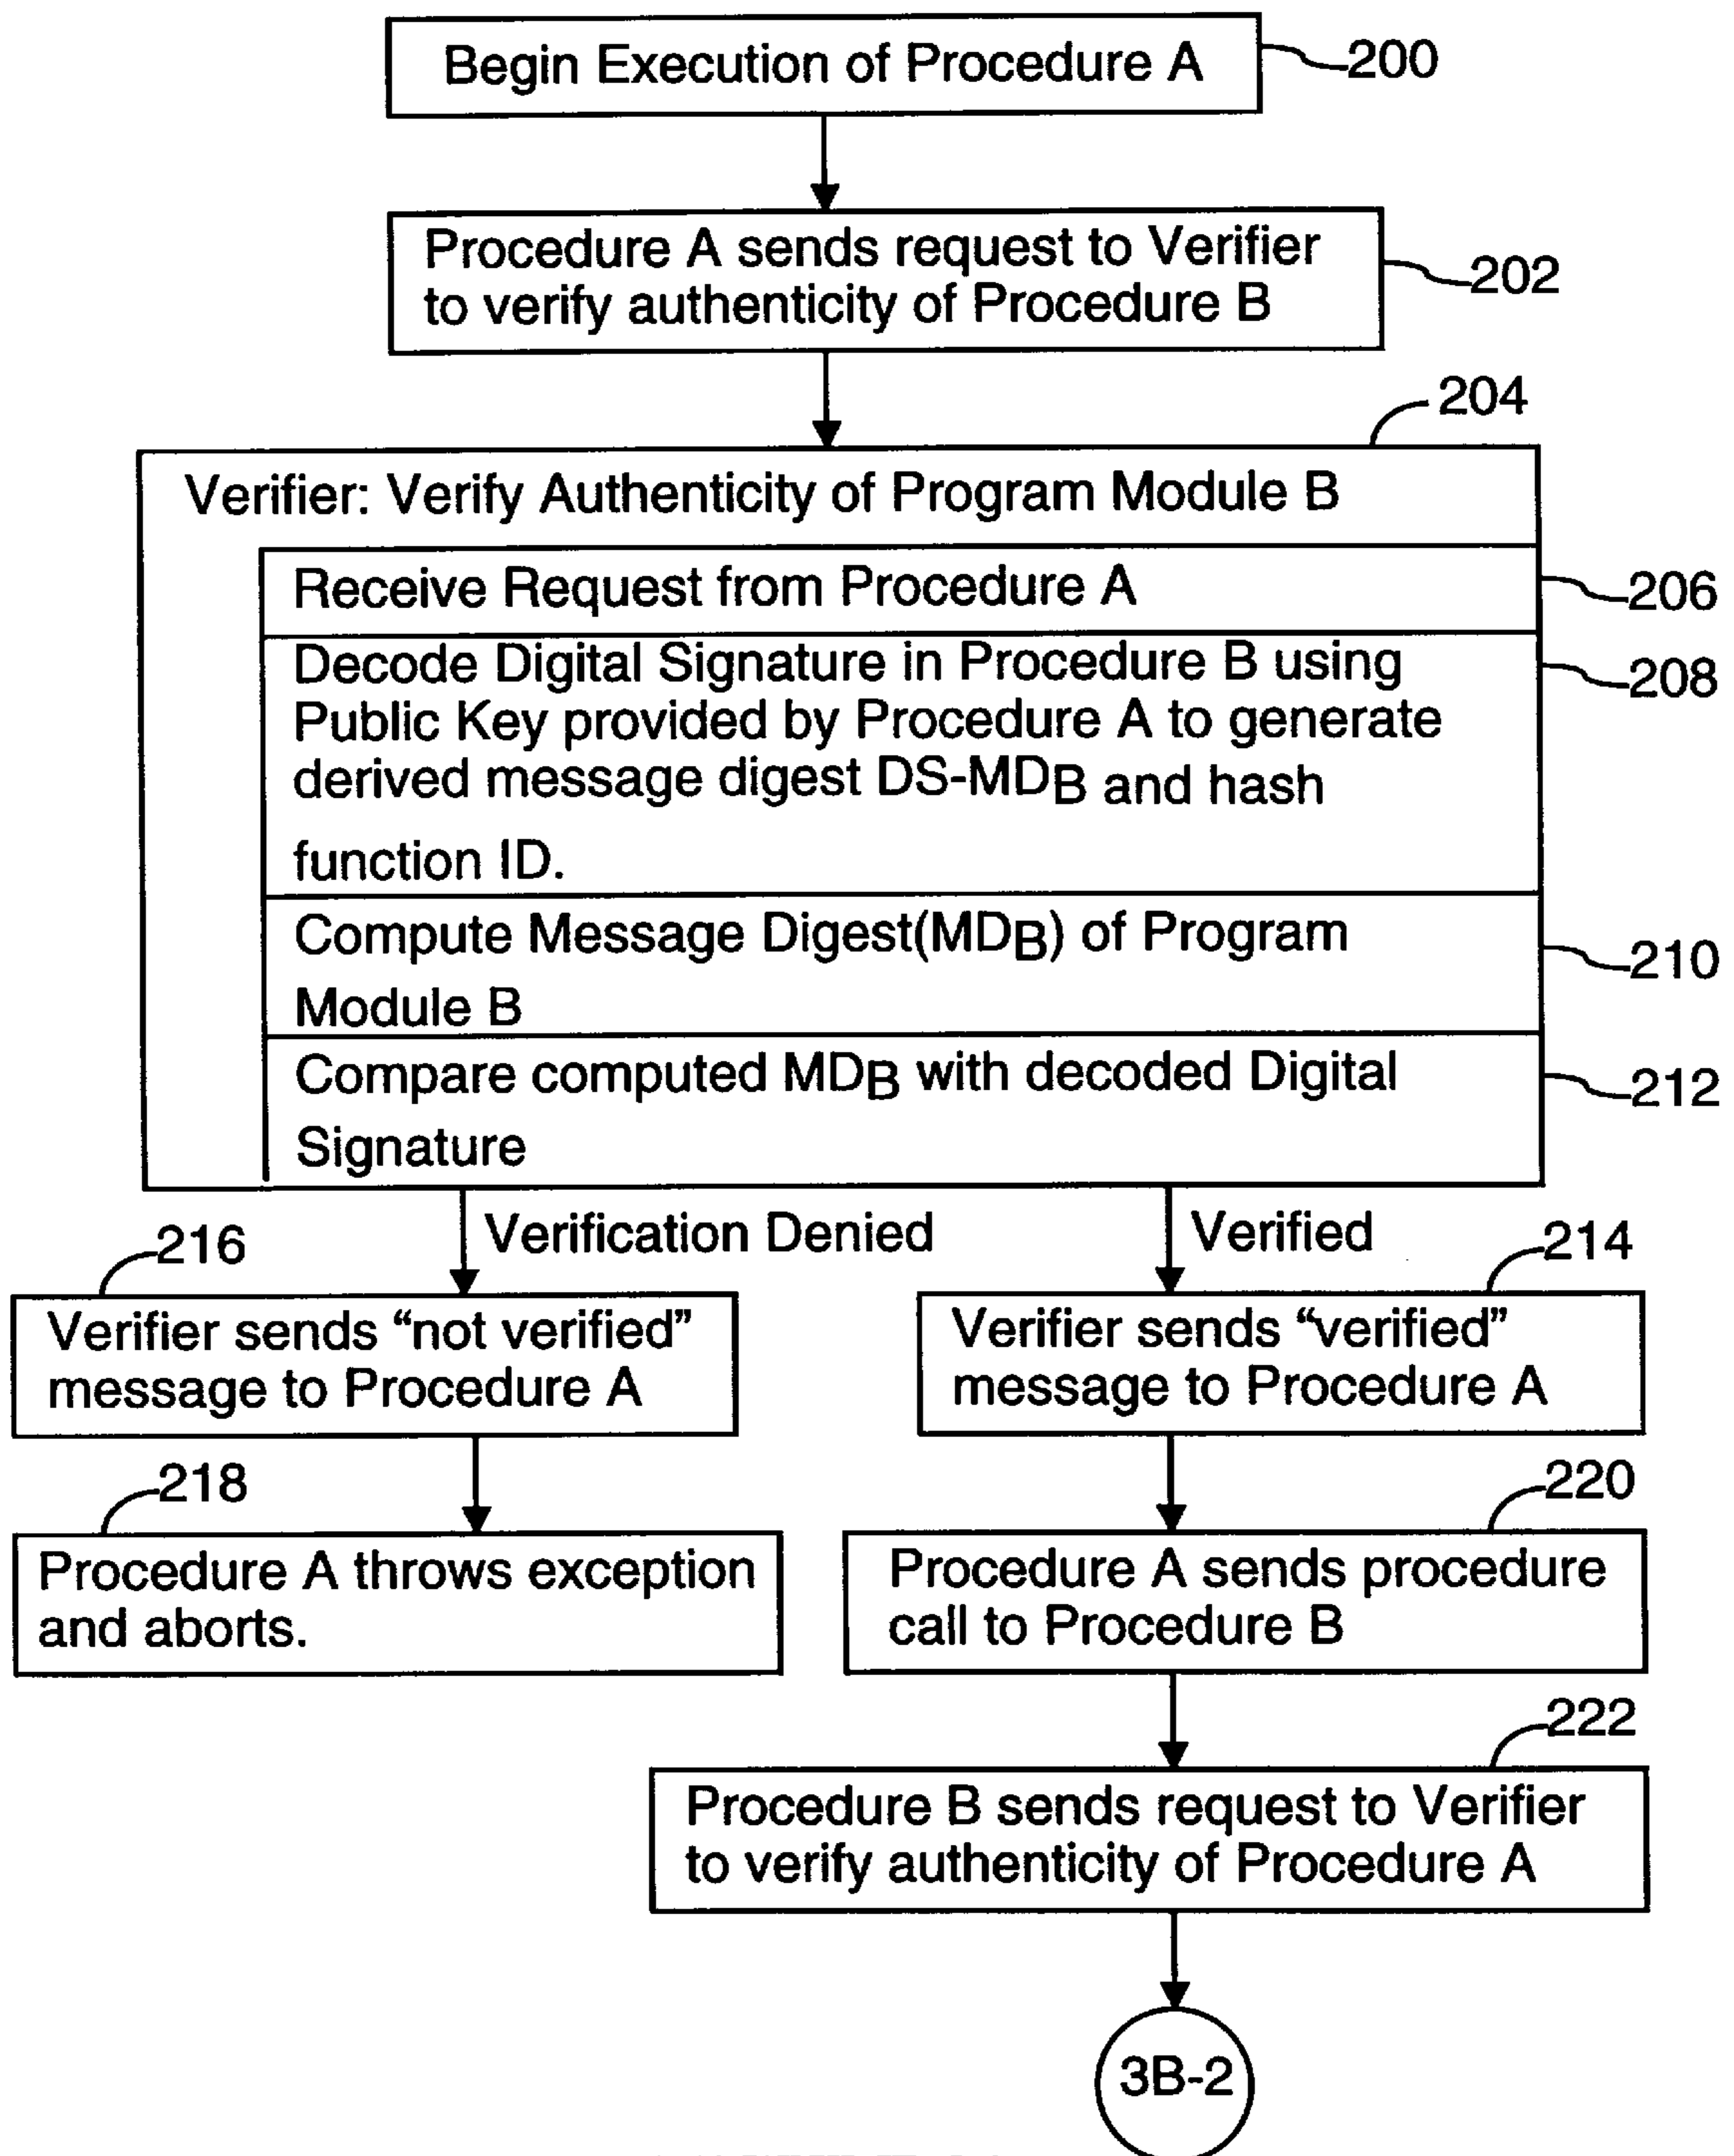 Begin Execution of Procedure A
200
Procedure A sends request to Verifier
to verify authenticity of Procedure B
202
204
Verifier: Verify Authenticity of Program Module B
Receive Request from Procedure A
206
Decode Digital Signature in Procedure B using
Public Key provided by Procedure A to generate
derived message digest DS-MDB and hash
function ID.
208
Compute Message Digest(MDB) of Program
Module B
210
Compare computed MDB with decoded Digital
Signature
212
Verification Denied
Verified
216
Verifier sends “not verified”
message to Procedure A
214
Verifier sends “verified”
message to Procedure A
218
Procedure A throws exception
and aborts.
220
Procedure A sends procedure
call to Procedure B
222
Procedure B sends request to Verifier
to verify authenticity of Procedure A
3B-2